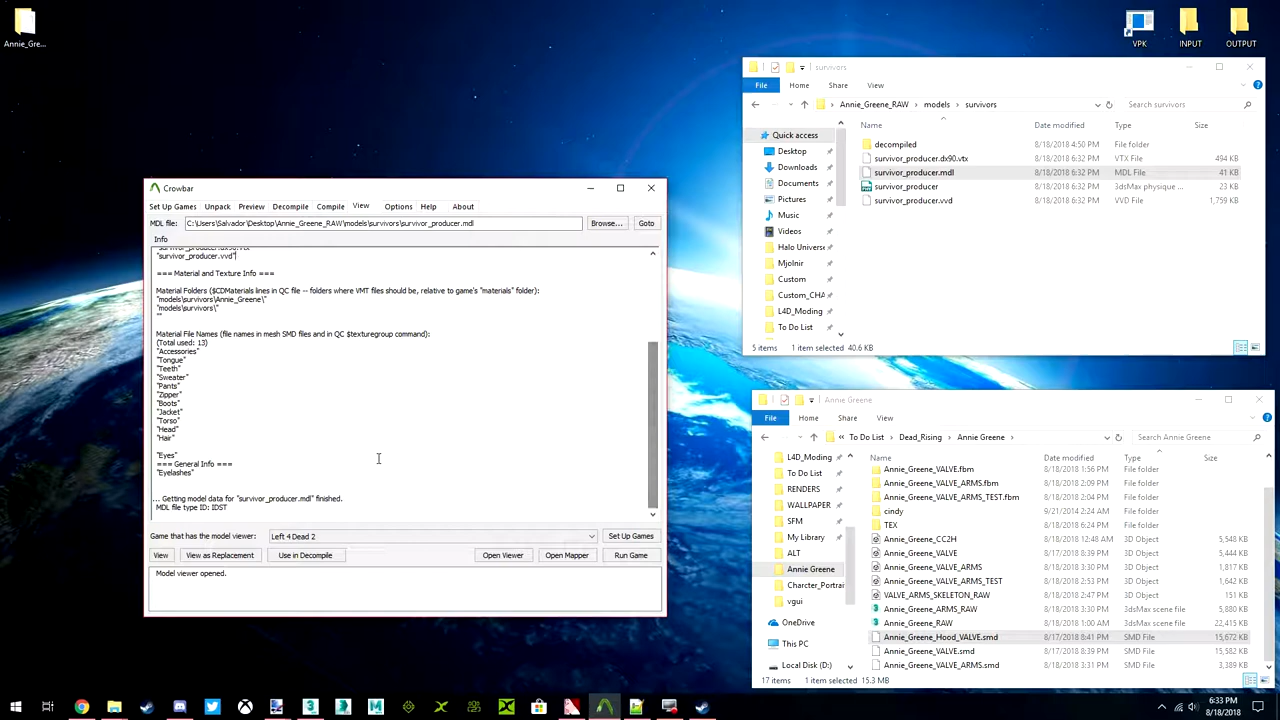 Annie_Gre...
VPK
INPUT
OUTPUT
survivors
File
Home
Share
View
Annie_Greene_RAW
models
survivors
Search survivors
Name
Date modified
Type
Size
Quick access
Desktop
Downloads
Documents
Pictures
Music
Videos
Halo Universe
Mjolnir
Custom
Custom_CHA
L4D_Moding
To Do List
decompiled
8/18/2018 4:50 PM
File folder
survivor_producer.dx90.vtx
8/18/2018 6:32 PM
VTX File
494 KB
survivor_producer.mdl
8/18/2018 6:32 PM
MDL File
41 KB
survivor_producer
8/18/2018 6:32 PM
3dsMax physique ...
23 KB
survivor_producer.vvd
8/18/2018 6:32 PM
VVD File
1,759 KB
5 items
1 item selected 40.6 KB
Crowbar
Set Up Games
Unpack
Preview
Decompile
Compile
View
Options
Help
About
MDL file:
C:\Users\Salvador\Desktop\Annie_Greene_RAW\models\survivors\survivor_producer.mdl
Browse...
Goto
Info
"survivor_producer.dx90.vtx"
"survivor_producer.vvd"
=== Material and Texture Info ===
Material Folders ($CDMaterials lines in QC file -- folders where VMT files should be, relative to game's "materials" folder):
"models\survivors\Annie_Greene\"
"models\survivors\"
""
Material File Names (file names in mesh SMD files and in QC $texturegroup command):
(Total used: 13)
"Accessories"
"Tongue"
"Teeth"
"Sweater"
"Pants"
"Zipper"
"Boots"
"Jacket"
"Torso"
"Head"
"Hair"
"Eyes"
=== General Info ===
"Eyelashes"
... Getting model data for "survivor_producer.mdl" finished.
MDL file type ID: IDST
Game that has the model viewer:
Left 4 Dead 2
Set Up Games
View
View as Replacement
Use in Decompile
Open Viewer
Open Mapper
Run Game
Model viewer opened.
Annie Greene
File
Home
Share
View
« To Do List
Dead_Rising
Annie Greene
Search Annie Greene
Name
Date modified
Type
Size
L4D_Moding
To Do List
RENDERS
WALLPAPER
SFM
My Library
ALT
Annie Greene
Charcter_Portrai
vgui
OneDrive
This PC
Local Disk (D:)
Annie_Greene_VALVE.fbm
8/18/2018 1:56 PM
File folder
Annie_Greene_VALVE_ARMS.fbm
8/18/2018 2:09 PM
File folder
Annie_Greene_VALVE_ARMS_TEST.fbm
8/18/2018 2:54 PM
File folder
cindy
9/21/2014 2:24 AM
File folder
TEX
8/18/2018 6:24 PM
File folder
Annie_Greene_CC2H
8/18/2018 12:48 AM
3D Object
5,548 KB
Annie_Greene_VALVE
8/17/2018 8:39 PM
3D Object
5,444 KB
Annie_Greene_VALVE_ARMS
8/18/2018 3:30 PM
3D Object
1,817 KB
Annie_Greene_VALVE_ARMS_TEST
8/18/2018 2:53 PM
3D Object
1,642 KB
VALVE_ARMS_SKELETON_RAW
8/18/2018 2:47 PM
3D Object
151 KB
Annie_Greene_ARMS_RAW
8/18/2018 3:30 PM
3dsMax scene file
5,880 KB
Annie_Greene_RAW
8/18/2018 1:00 AM
3dsMax scene file
22,415 KB
Annie_Greene_Hood_VALVE.smd
8/17/2018 8:41 PM
SMD File
15,672 KB
Annie_Greene_VALVE.smd
8/17/2018 8:39 PM
SMD File
15,582 KB
Annie_Greene_VALVE_ARMS.smd
8/18/2018 3:31 PM
SMD File
3,389 KB
17 items
1 item selected 15.3 MB
6:33 PM
8/18/2018